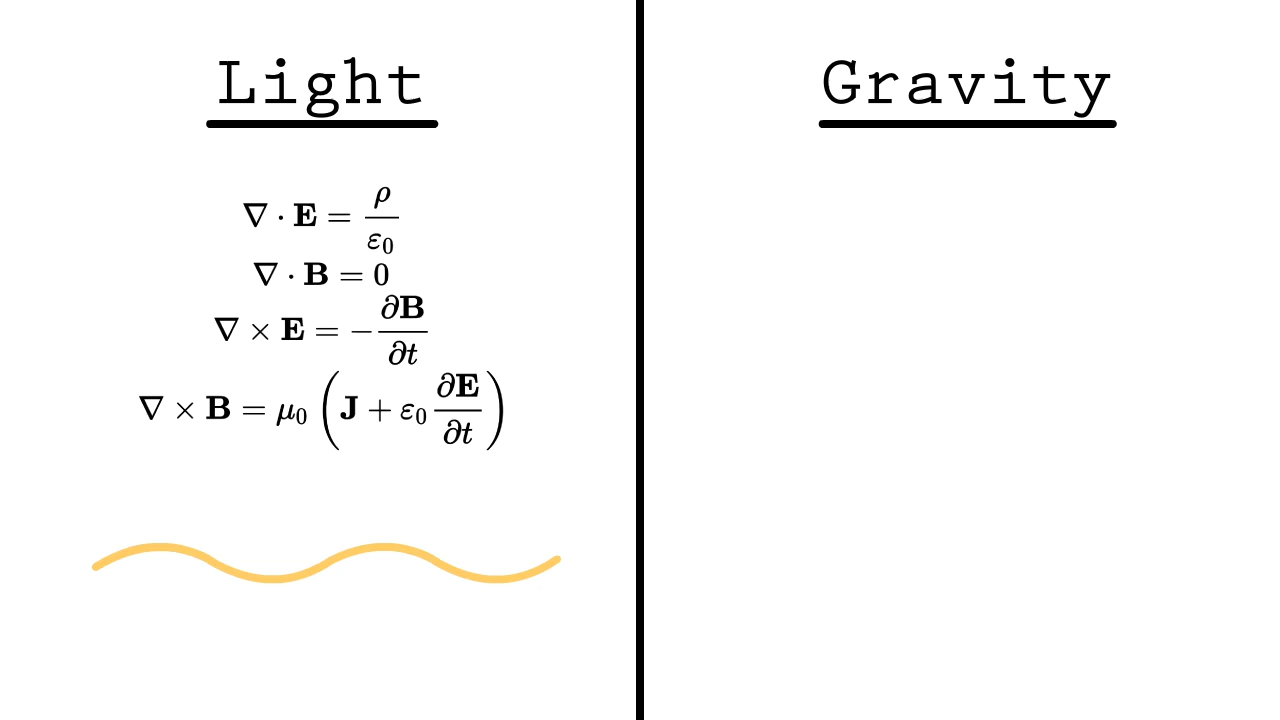 Light
Gravity
∇ · E = ρ/ε₀
∇ · B = 0
∇ × E = −∂B/∂t
∇ × B = μ₀ (J + ε₀ ∂E/∂t)